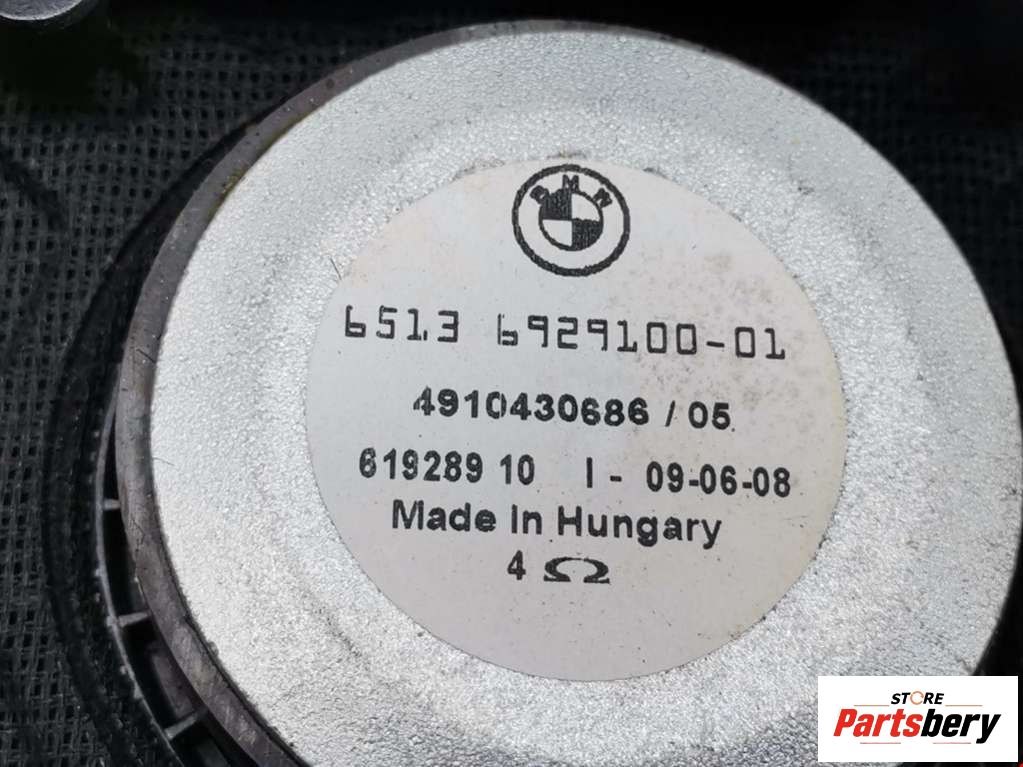 BMW
6513 6929100-01
4910430686 / 05
619289 10 I - 09-06-08
Made in Hungary
4 Ω
STORE
Partsbery